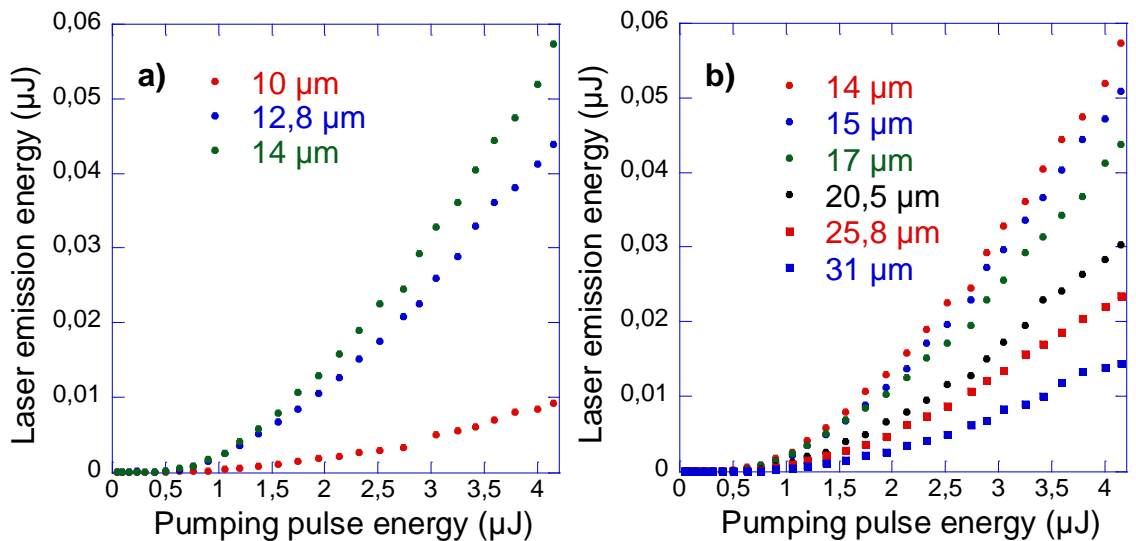 a)
10 µm
12,8 µm
14 µm
Laser emission energy (µJ)
0,06
0,05
0,04
0,03
0,02
0,01
0
0 0,5 1 1,5 2 2,5 3 3,5 4
Pumping pulse energy (µJ)
b)
14 µm
15 µm
17 µm
20,5 µm
25,8 µm
31 µm
Laser emission energy (µJ)
0,06
0,05
0,04
0,03
0,02
0,01
0
0 0,5 1 1,5 2 2,5 3 3,5 4
Pumping pulse energy (µJ)